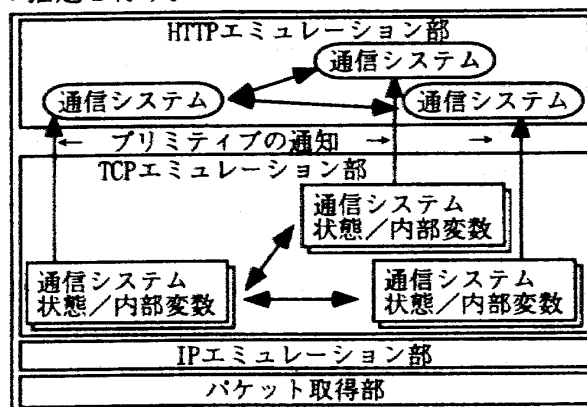 HTTPエミュレーション部
通信システム
通信システム
通信システム
← プリミティブの通知 → →
TCPエミュレーション部
通信システム
状態／内部変数
通信システム
状態／内部変数
通信システム
状態／内部変数
IPエミュレーション部
パケット取得部